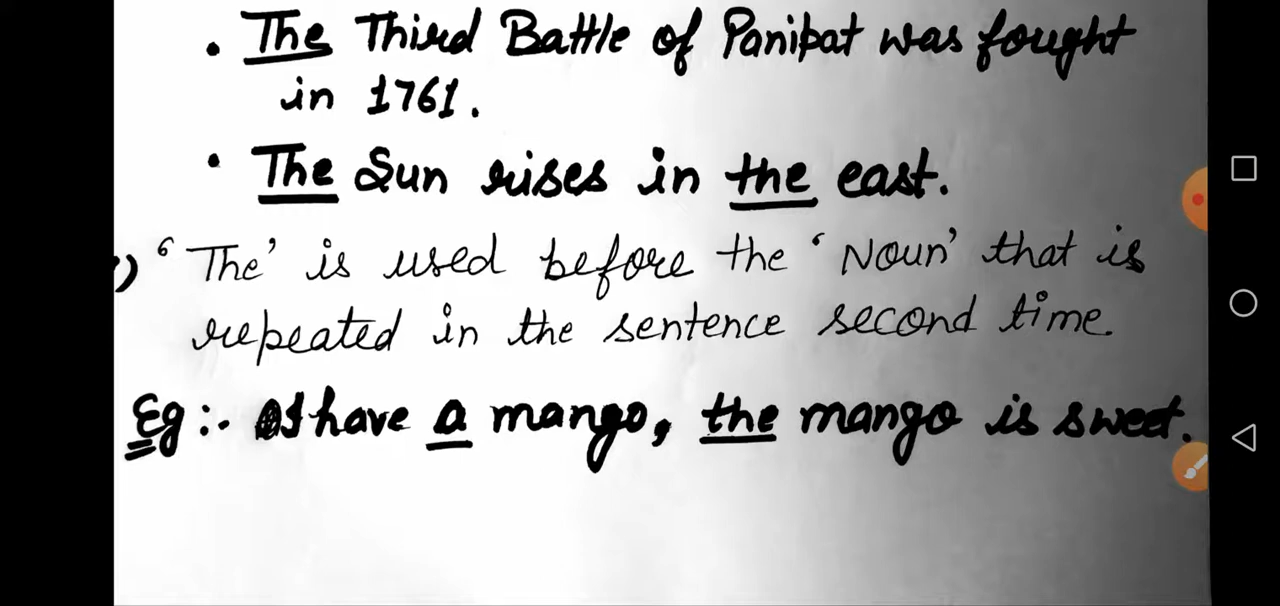 • The Third Battle of Panipat was fought
in 1761.
• The Sun rises in the east.
) ‘The’ is used before the ‘Noun’ that is
repeated in the sentence second time.
Eg:- I have a mango, the mango is sweet.